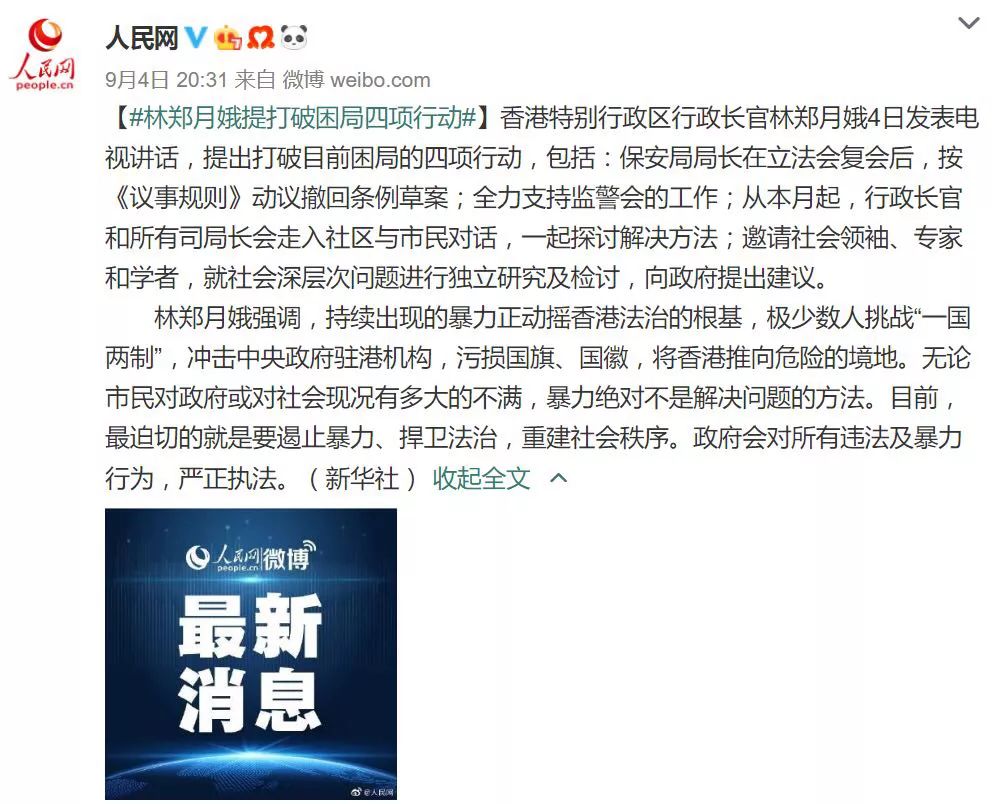 人民网
people.cn
人民网
9月4日 20:31 来自 微博 weibo.com
【#林郑月娥提打破困局四项行动#】香港特别行政区行政长官林郑月娥4日发表电
视讲话，提出打破目前困局的四项行动，包括：保安局局长在立法会复会后，按
《议事规则》动议撤回条例草案；全力支持监警会的工作；从本月起，行政长官
和所有司局长会走入社区与市民对话，一起探讨解决方法；邀请社会领袖、专家
和学者，就社会深层次问题进行独立研究及检讨，向政府提出建议。
林郑月娥强调，持续出现的暴力正动摇香港法治的根基，极少数人挑战“一国
两制”，冲击中央政府驻港机构，污损国旗、国徽，将香港推向危险的境地。无论
市民对政府或对社会现况有多大的不满，暴力绝对不是解决问题的方法。目前，
最迫切的就是要遏止暴力、捍卫法治，重建社会秩序。政府会对所有违法及暴力
行为，严正执法。（新华社）收起全文
人民网|微博
people.cn
最新
消息
@人民网